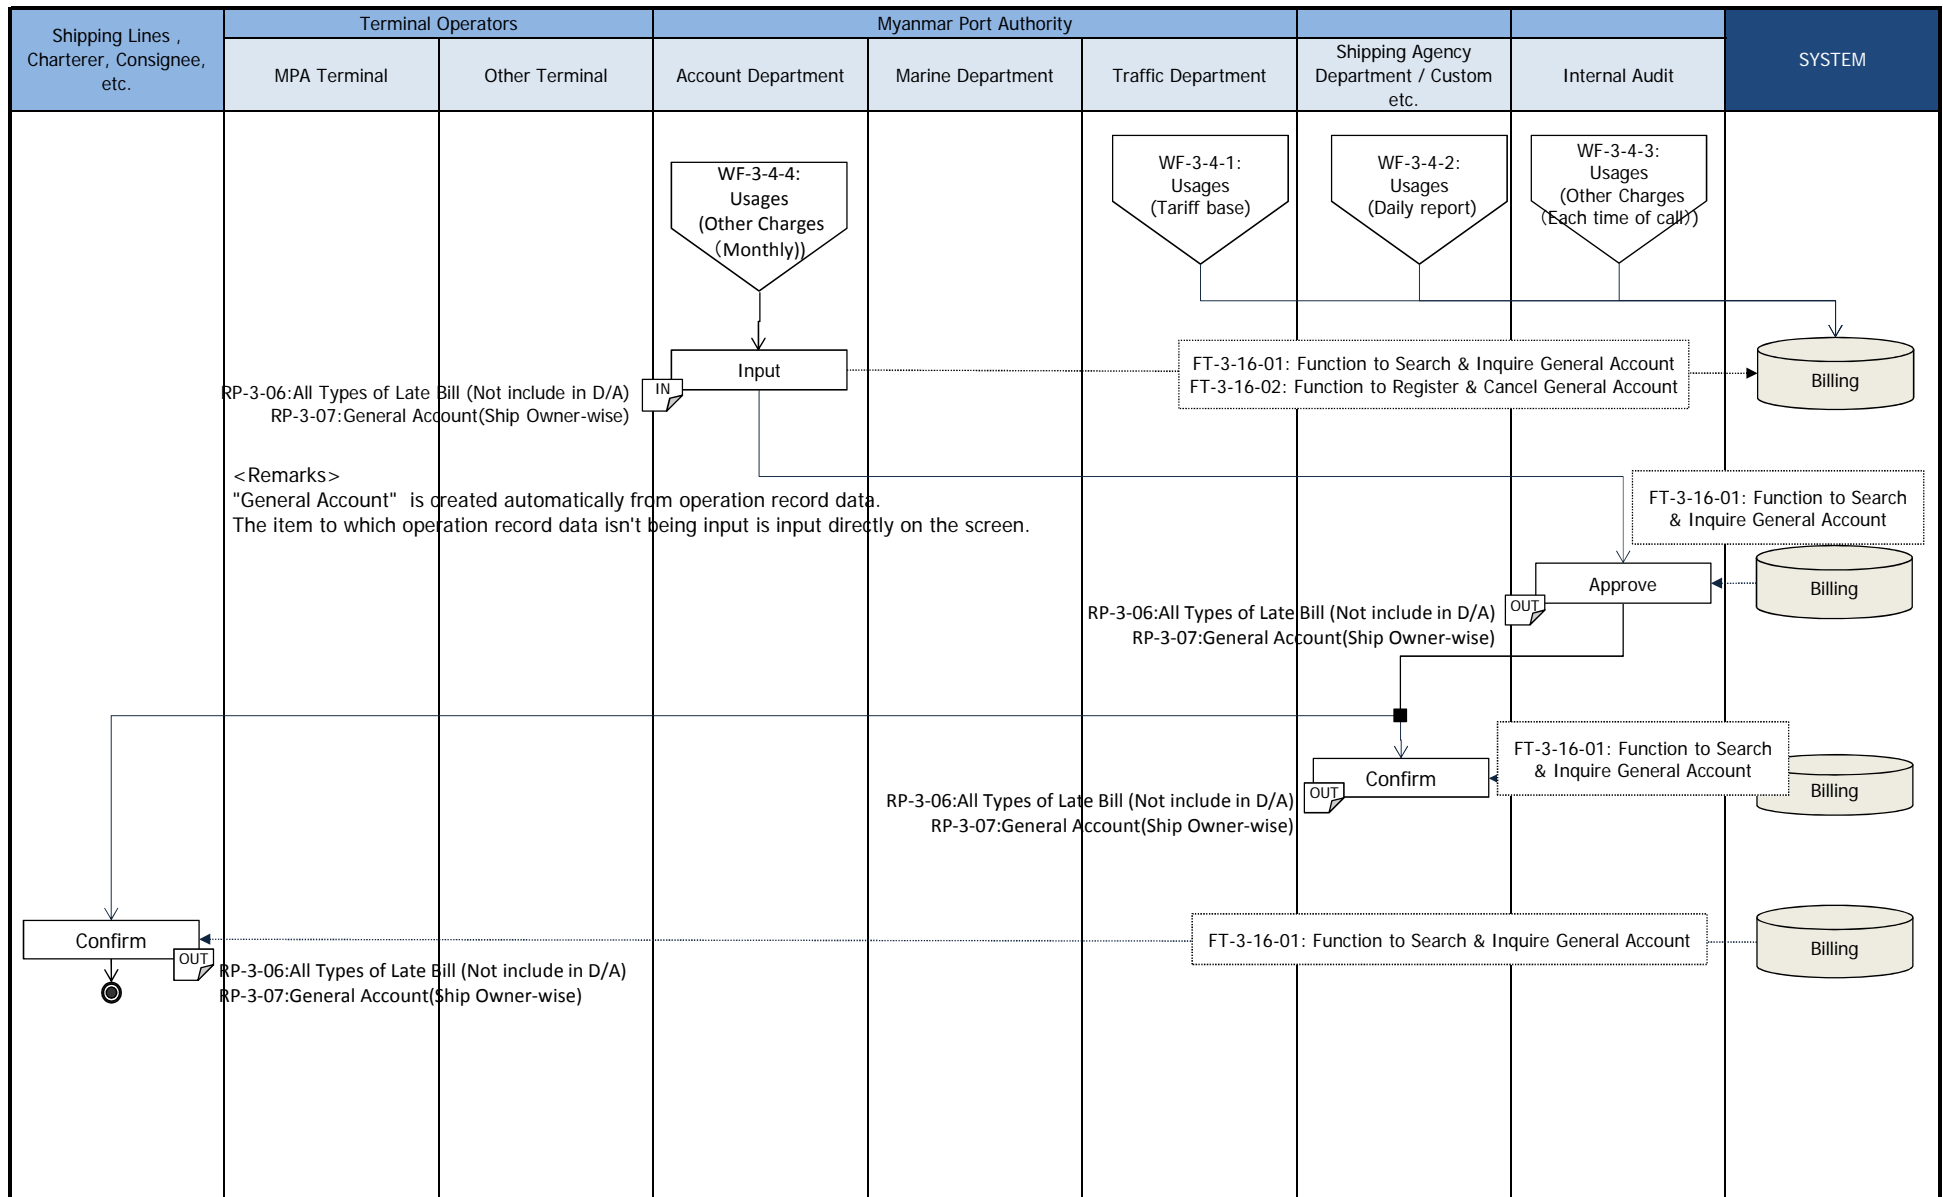 Shipping Lines ,
Charterer, Consignee,
etc.
Terminal Operators
Myanmar Port Authority
MPA Terminal
Other Terminal
Account Department
Marine Department
Traffic Department
Shipping Agency
Department / Custom
etc.
Internal Audit
SYSTEM
WF-3-4-4:
Usages
(Other Charges
（Monthly))
WF-3-4-1:
Usages
(Tariff base)
WF-3-4-2:
Usages
(Daily report)
WF-3-4-3:
Usages
(Other Charges
（Each time of call）)
Input
IN
RP-3-06:All Types of Late Bill (Not include in D/A)
RP-3-07:General Account(Ship Owner-wise)
FT-3-16-01: Function to Search & Inquire General Account
FT-3-16-02: Function to Register & Cancel General Account
Billing
<Remarks>
"General Account"  is created automatically from operation record data.
The item to which operation record data isn't being input is input directly on the screen.
FT-3-16-01: Function to Search
& Inquire General Account
Approve
Billing
OUT
RP-3-06:All Types of Late Bill (Not include in D/A)
RP-3-07:General Account(Ship Owner-wise)
FT-3-16-01: Function to Search
& Inquire General Account
Confirm
Billing
OUT
RP-3-06:All Types of Late Bill (Not include in D/A)
RP-3-07:General Account(Ship Owner-wise)
Confirm
FT-3-16-01: Function to Search & Inquire General Account
Billing
OUT
RP-3-06:All Types of Late Bill (Not include in D/A)
RP-3-07:General Account(Ship Owner-wise)